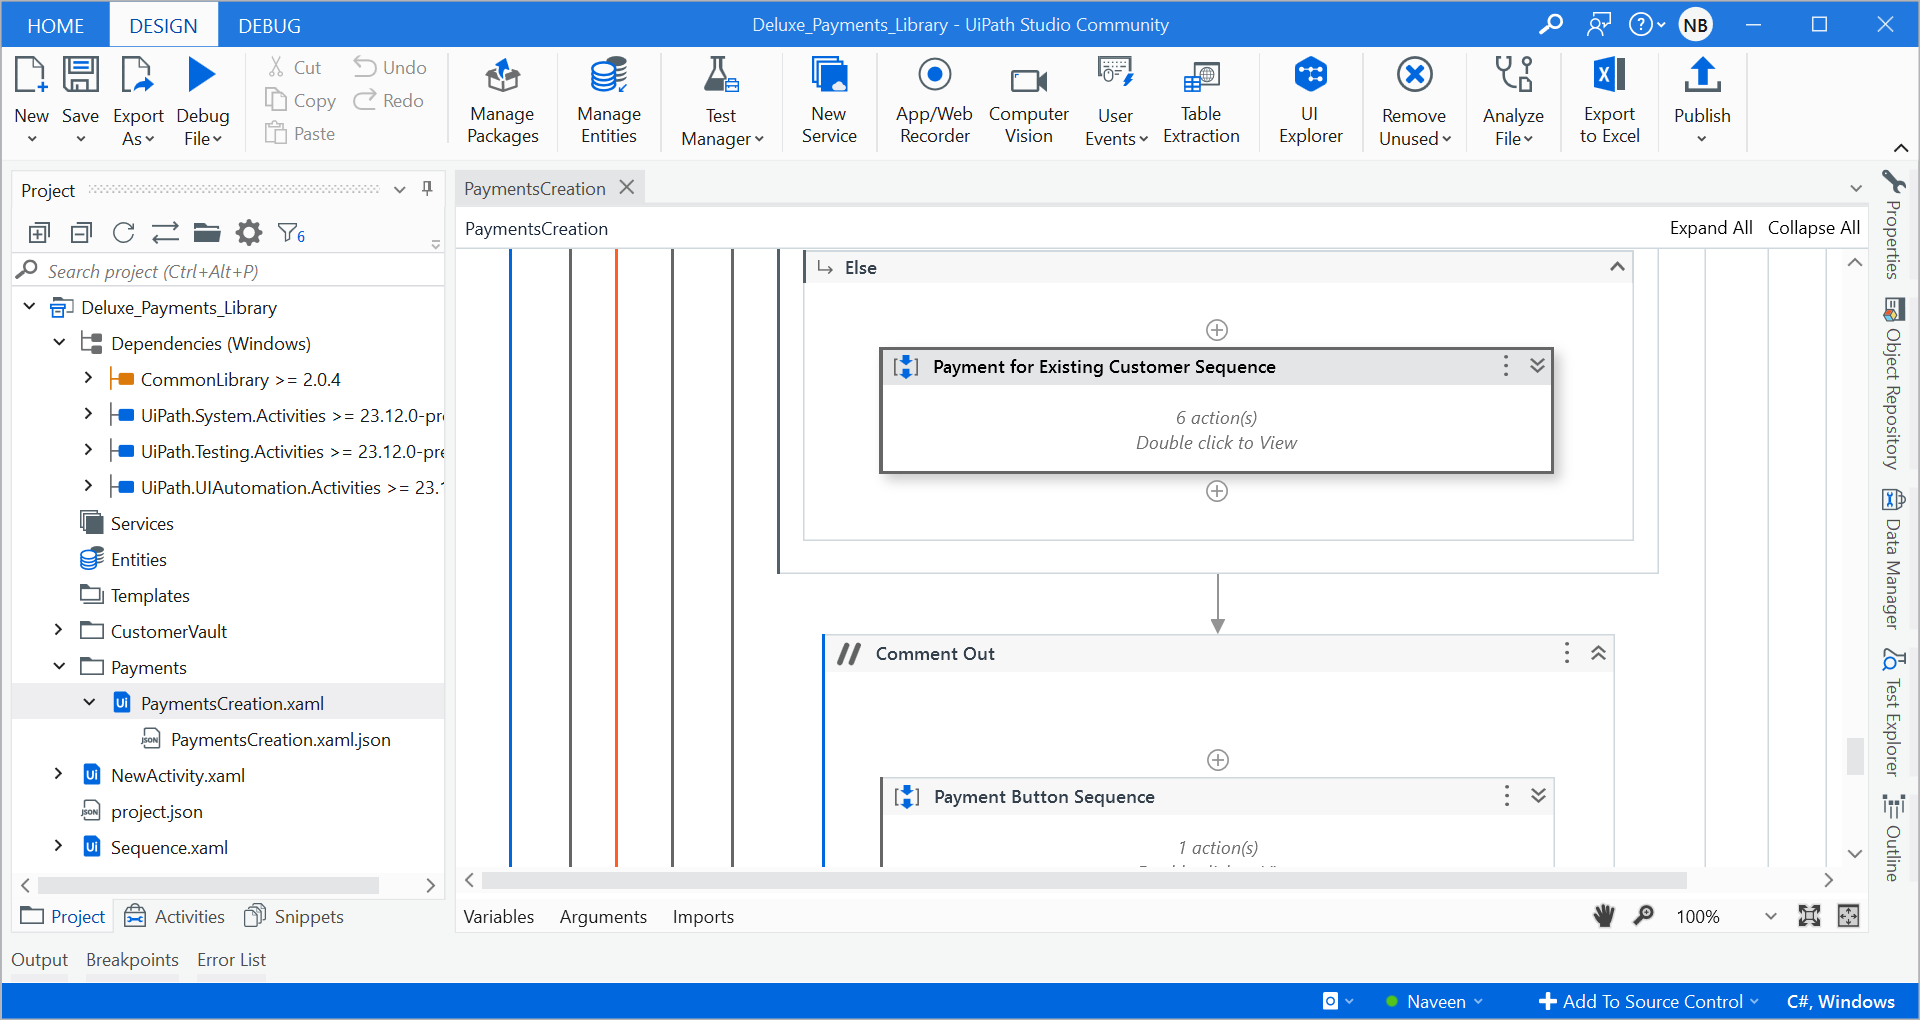 HOME
DESIGN
DEBUG
Deluxe_Payments_Library - UiPath Studio Community
NB
New
Save
Export As
Debug File
Cut
Copy
Paste
Undo
Redo
Manage Packages
Manage Entities
Test Manager
New Service
App/Web Recorder
Computer Vision
User Events
Table Extraction
UI Explorer
Remove Unused
Analyze File
Export to Excel
Publish
Project
6
Search project (Ctrl+Alt+P)
Deluxe_Payments_Library
Dependencies (Windows)
CommonLibrary >= 2.0.4
UiPath.System.Activities >= 23.12.0-pre
UiPath.Testing.Activities >= 23.12.0-pre
UiPath.UIAutomation.Activities >= 23.1
Services
Entities
Templates
CustomerVault
Payments
PaymentsCreation.xaml
PaymentsCreation.xaml.json
NewActivity.xaml
project.json
Sequence.xaml
Project
Activities
Snippets
PaymentsCreation
PaymentsCreation
Expand All
Collapse All
Else
Payment for Existing Customer Sequence
6 action(s)
Double click to View
Comment Out
Payment Button Sequence
1 action(s)
Variables
Arguments
Imports
100%
Properties
Object Repository
Data Manager
Test Explorer
Outline
Output
Breakpoints
Error List
Naveen
Add To Source Control
C#, Windows